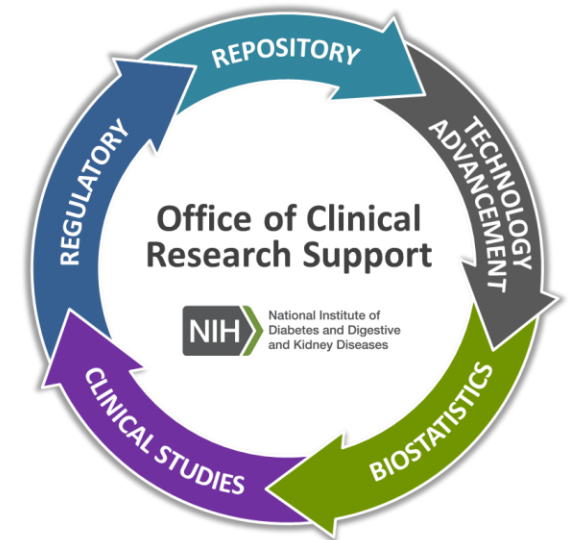 REPOSITORY
TECHNOLOGY
ADVANCEMENT
BIOSTATISTICS
CLINICAL STUDIES
REGULATORY
Office of Clinical
Research Support
NIH
National Institute of
Diabetes and Digestive
and Kidney Diseases